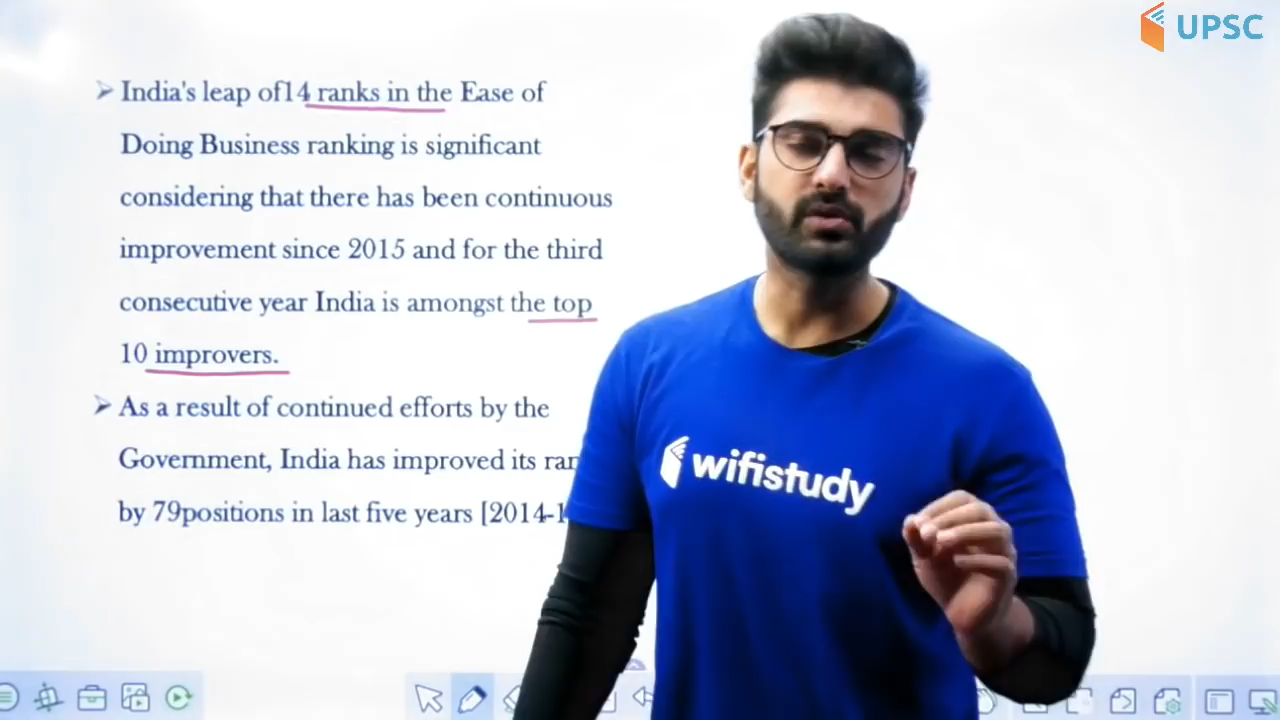 UPSC
India's leap of14 ranks in the Ease of
Doing Business ranking is significant
considering that there has been continuous
improvement since 2015 and for the third
consecutive year India is amongst the top
10 improvers.
As a result of continued efforts by the
Government, India has improved its
by 79positions in last five years
wifistudy